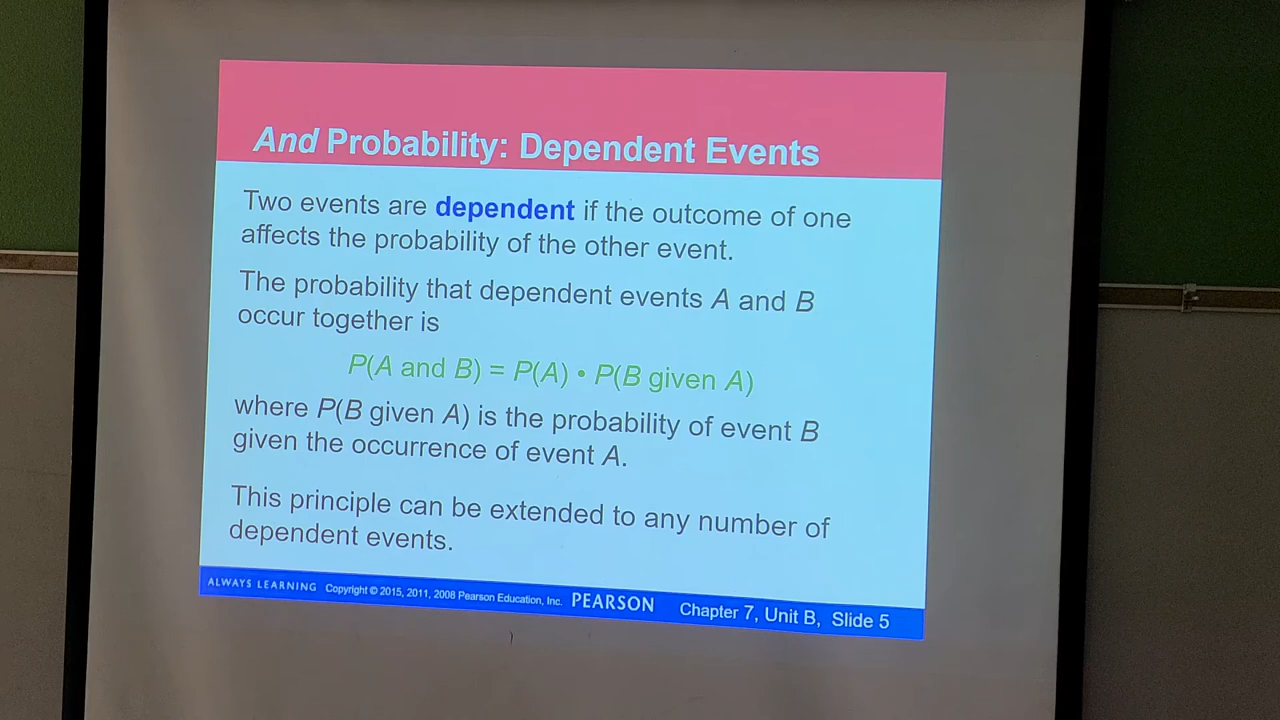 And Probability: Dependent Events
Two events are dependent if the outcome of one
affects the probability of the other event.
The probability that dependent events A and B
occur together is
P(A and B) = P(A) • P(B given A)
where P(B given A) is the probability of event B
given the occurrence of event A.
This principle can be extended to any number of
dependent events.
ALWAYS LEARNING Copyright © 2015, 2011, 2008 Pearson Education, Inc. PEARSON Chapter 7, Unit B, Slide 5